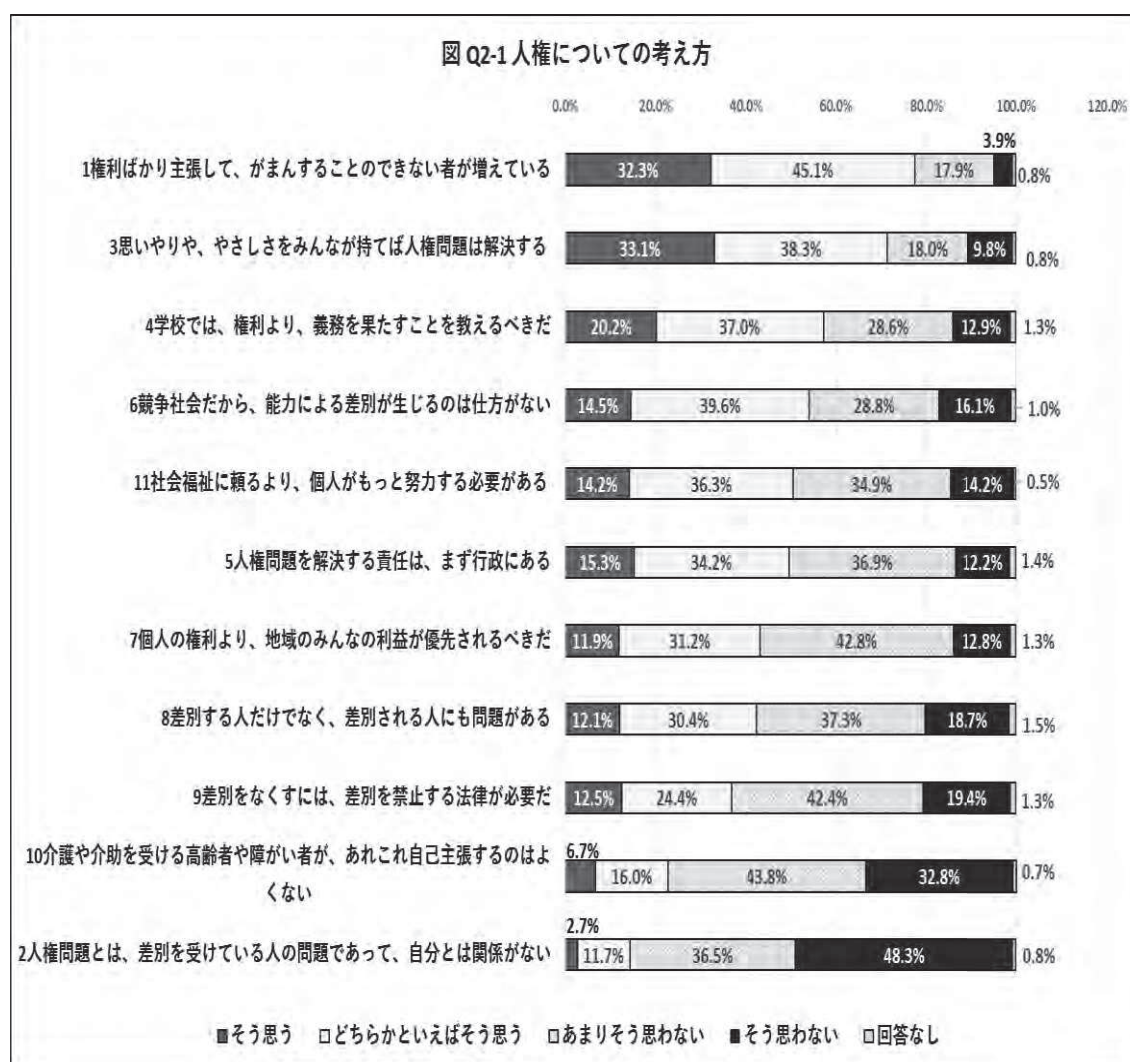 図 Q2-1 人権についての考え方
0.0% 20.0% 40.0% 60.0% 80.0% 100.0% 120.0%
3.9%
1権利ばかり主張して、がまんすることのできない者が増えている 32.3% 45.1% 17.9% 0.8%
3思いやりや、やさしさをみんなが持てば人権問題は解決する 33.1% 38.3% 18.0% 9.8% 0.8%
4学校では、権利より、義務を果たすことを教えるべきだ 20.2% 37.0% 28.6% 12.9% 1.3%
6競争社会だから、能力による差別が生じるのは仕方がない 14.5% 39.6% 28.8% 16.1% 1.0%
11社会福祉に頼るより、個人がもっと努力する必要がある 14.2% 36.3% 34.9% 14.2% 0.5%
5人権問題を解決する責任は、まず行政にある 15.3% 34.2% 36.9% 12.2% 1.4%
7個人の権利より、地域のみんなの利益が優先されるべきだ 11.9% 31.2% 42.8% 12.8% 1.3%
8差別する人だけでなく、差別される人にも問題がある 12.1% 30.4% 37.3% 18.7% 1.5%
9差別をなくすには、差別を禁止する法律が必要だ 12.5% 24.4% 42.4% 19.4% 1.3%
10介護や介助を受ける高齢者や障がい者が、あれこれ自己主張するのはよ 6.7%
くない 16.0% 43.8% 32.8% 0.7%
2.7%
2人権問題とは、差別を受けている人の問題であって、自分とは関係がない 11.7% 36.5% 48.3% 0.8%
■そう思う □どちらかといえばそう思う □あまりそう思わない ■そう思わない □回答なし